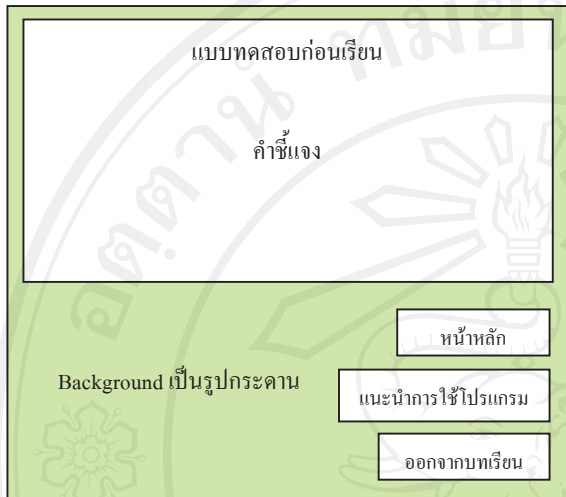 แบบทดสอบก่อนเรียน
คำชี้แจง
หน้าหลัก
Background เป็นรูปกระดาน
แนะนำการใช้โปรแกรม
ออกจากบทเรียน